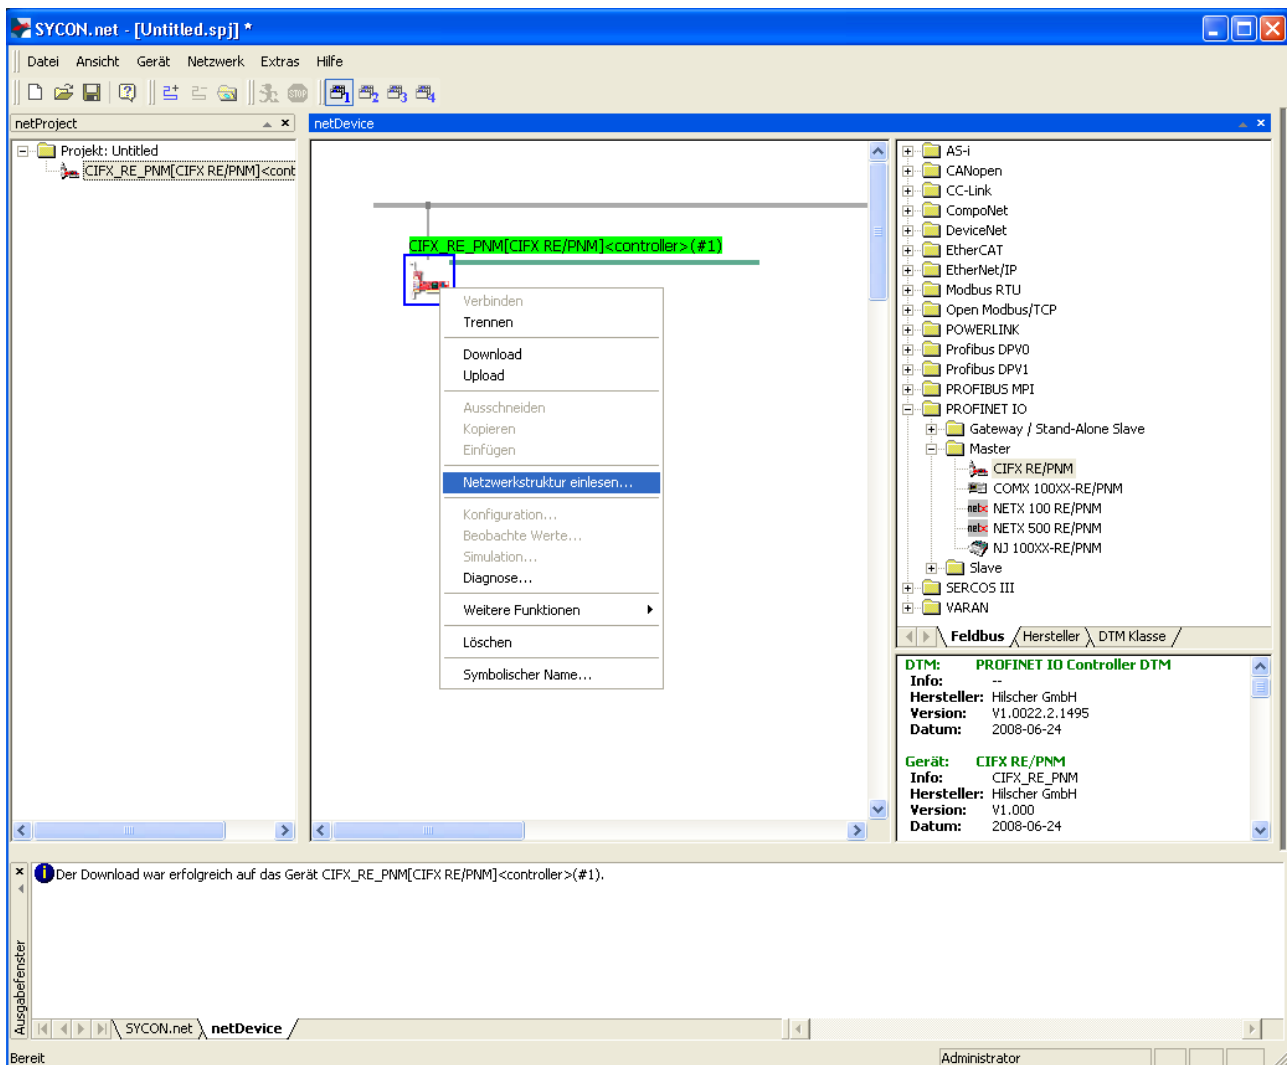 SYCON.net - [Untitled.spj] *
Datei Ansicht Gerät Netzwerk Extras Hilfe
netProject
netDevice
Projekt: Untitled
CIFX_RE_PNM[CIFX RE/PNM]<cont
CIFX_RE_PNM[CIFX RE/PNM]<controller>(#1)
Verbinden
Trennen
Download
Upload
Ausschneiden
Kopieren
Einfügen
Netzwerkstruktur einlesen...
Konfiguration...
Beobachte Werte...
Simulation...
Diagnose...
Weitere Funktionen
Löschen
Symbolischer Name...
AS-i
CANopen
CC-Link
CompoNet
DeviceNet
EtherCAT
EtherNet/IP
Modbus RTU
Open Modbus/TCP
POWERLINK
Profibus DPV0
Profibus DPV1
PROFIBUS MPI
PROFINET IO
Gateway / Stand-Alone Slave
Master
CIFX RE/PNM
COMX 100XX-RE/PNM
NETX 100 RE/PNM
NETX 500 RE/PNM
NJ 100XX-RE/PNM
Slave
SERCOS III
VARAN
Feldbus Hersteller DTM Klasse
DTM: PROFINET IO Controller DTM
Info: --
Hersteller: Hilscher GmbH
Version: V1.0022.2.1495
Datum: 2008-06-24
Gerät: CIFX RE/PNM
Info: CIFX_RE_PNM
Hersteller: Hilscher GmbH
Version: V1.000
Datum: 2008-06-24
Der Download war erfolgreich auf das Gerät CIFX_RE_PNM[CIFX RE/PNM]<controller>(#1).
Ausgabefenster
SYCON.net netDevice
Bereit
Administrator